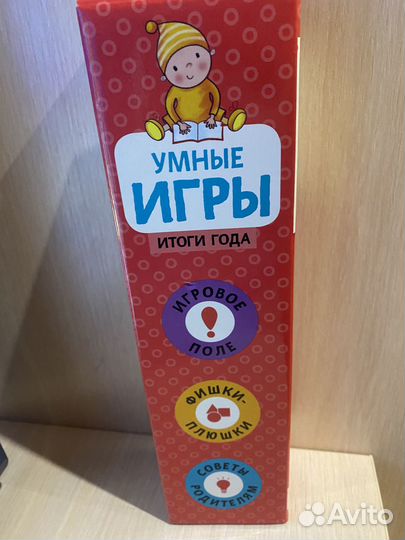 УМНЫЕ
ИГРЫ
ИТОГИ ГОДА
ИГРОВОЕ
ПОЛЕ
ФИШКИ-
ПЛЮШКИ
СОВЕТЫ
РОДИТЕЛЯМ
Avito